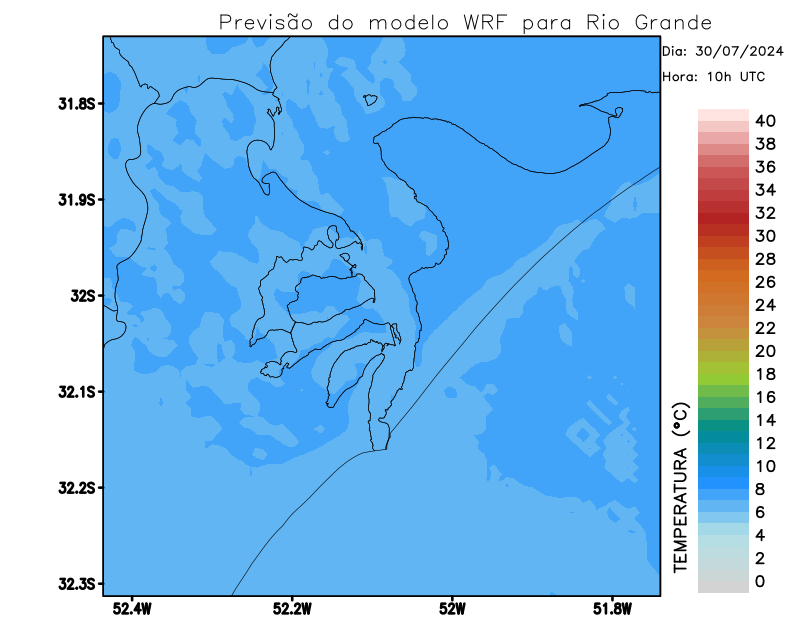 Previsão do modelo WRF para Rio Grande
Dia: 30/07/2024
Hora: 10h UTC
31.8S
31.9S
32S
32.1S
32.2S
32.3S
52.4W
52.2W
52W
51.8W
TEMPERATURA (°C)
40
38
36
34
32
30
28
26
24
22
20
18
16
14
12
10
8
6
4
2
0